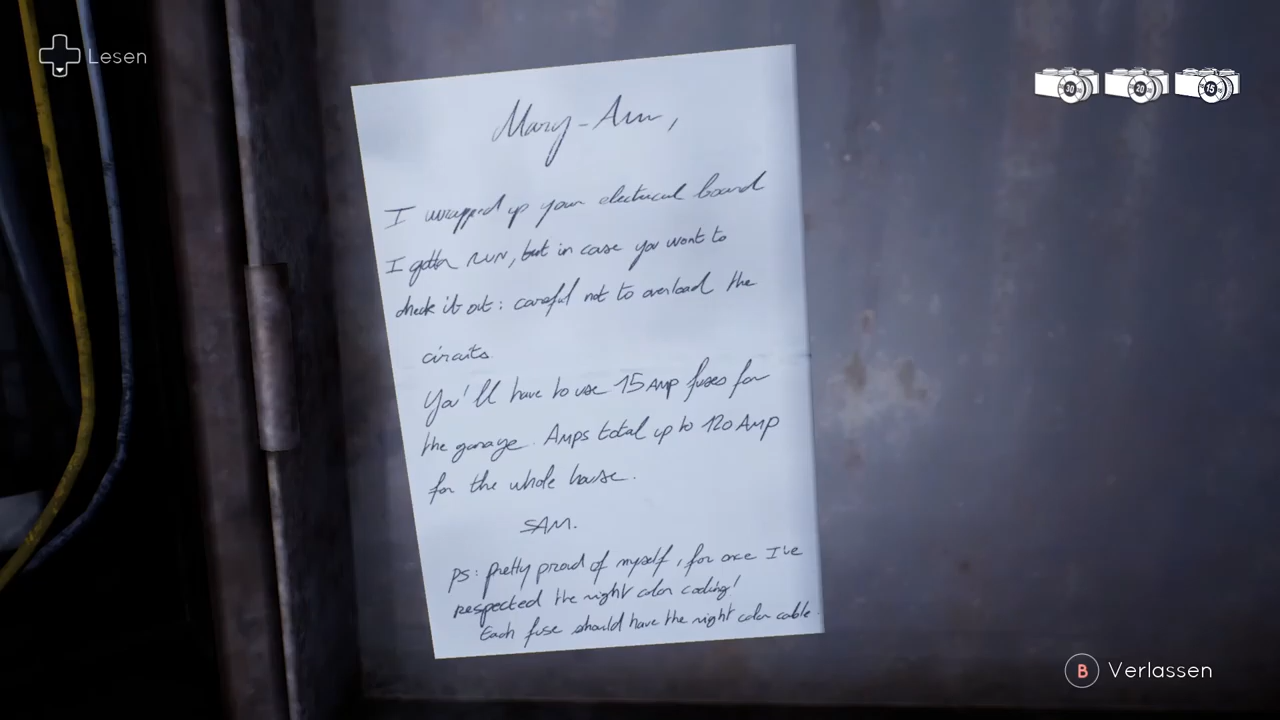 Lesen
30 20 15
Mary-Ann,
I wrapped up your electrical board
I gotta RUN, but in case you want to
check it out: careful not to overload the
circuits.
You'll have to use 15 AMP fuses for
the garage. Amps total up to 120 AMP
for the whole house.
SAM.
PS: pretty proud of myself, for once I've
respected the right color coding!
Each fuse should have the right color cable.
B Verlassen